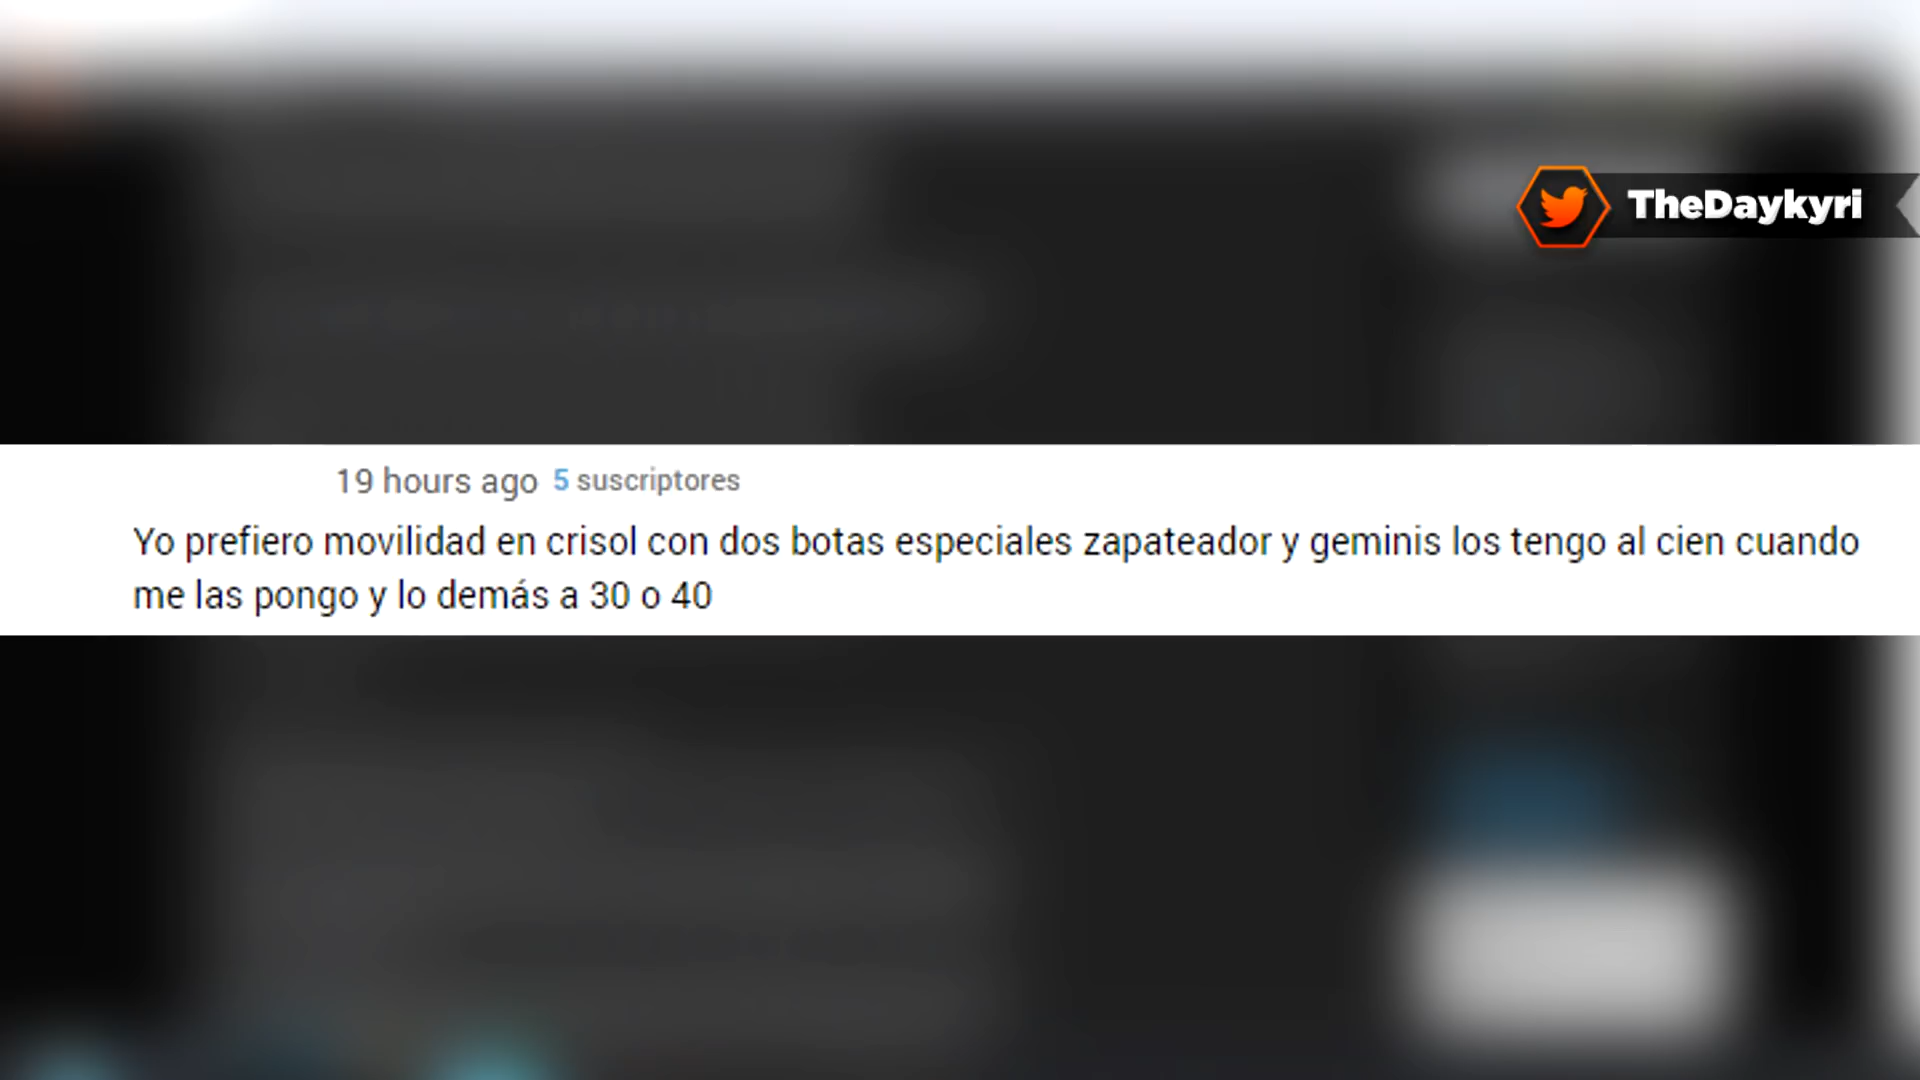 TheDaykyri
19 hours ago 5 suscriptores
Yo prefiero movilidad en crisol con dos botas especiales zapateador y geminis los tengo al cien cuando
me las pongo y lo demás a 30 o 40